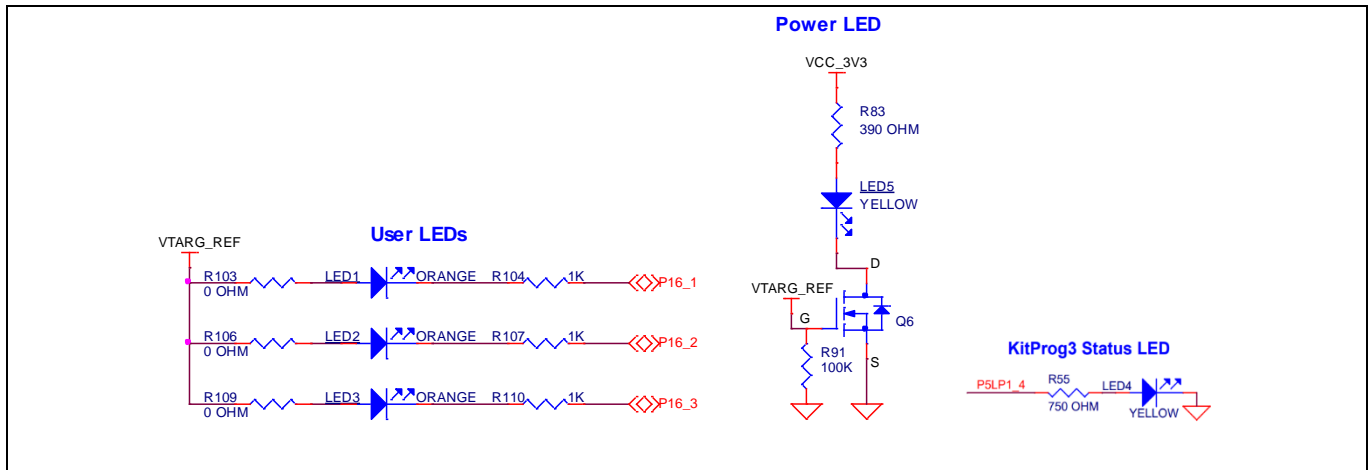 Power LED
VCC_3V3
R83
390 OHM
LED5
YELLOW
User LEDs
VTARG_REF
R103 LED1 ORANGE R104 1K P16_1
0 OHM
R106 LED2 ORANGE R107 1K P16_2
0 OHM
R109 LED3 ORANGE R110 1K P16_3
0 OHM
D
VTARG_REF
G
Q6
R91
100K
S
KitProg3 Status LED
P5LP1_4 R55 LED4
750 OHM YELLOW